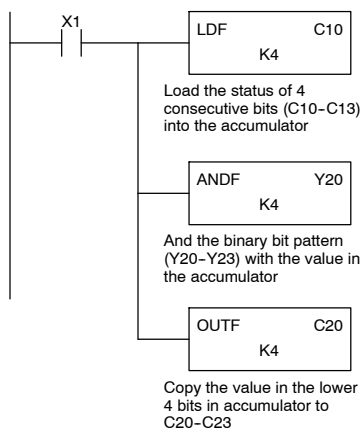 X1
LDF C10
K4
Load the status of 4
consecutive bits (C10-C13)
into the accumulator
ANDF Y20
K4
And the binary bit pattern
(Y20-Y23) with the value in
the accumulator
OUTF C20
K4
Copy the value in the lower
4 bits in accumulator to
C20-C23